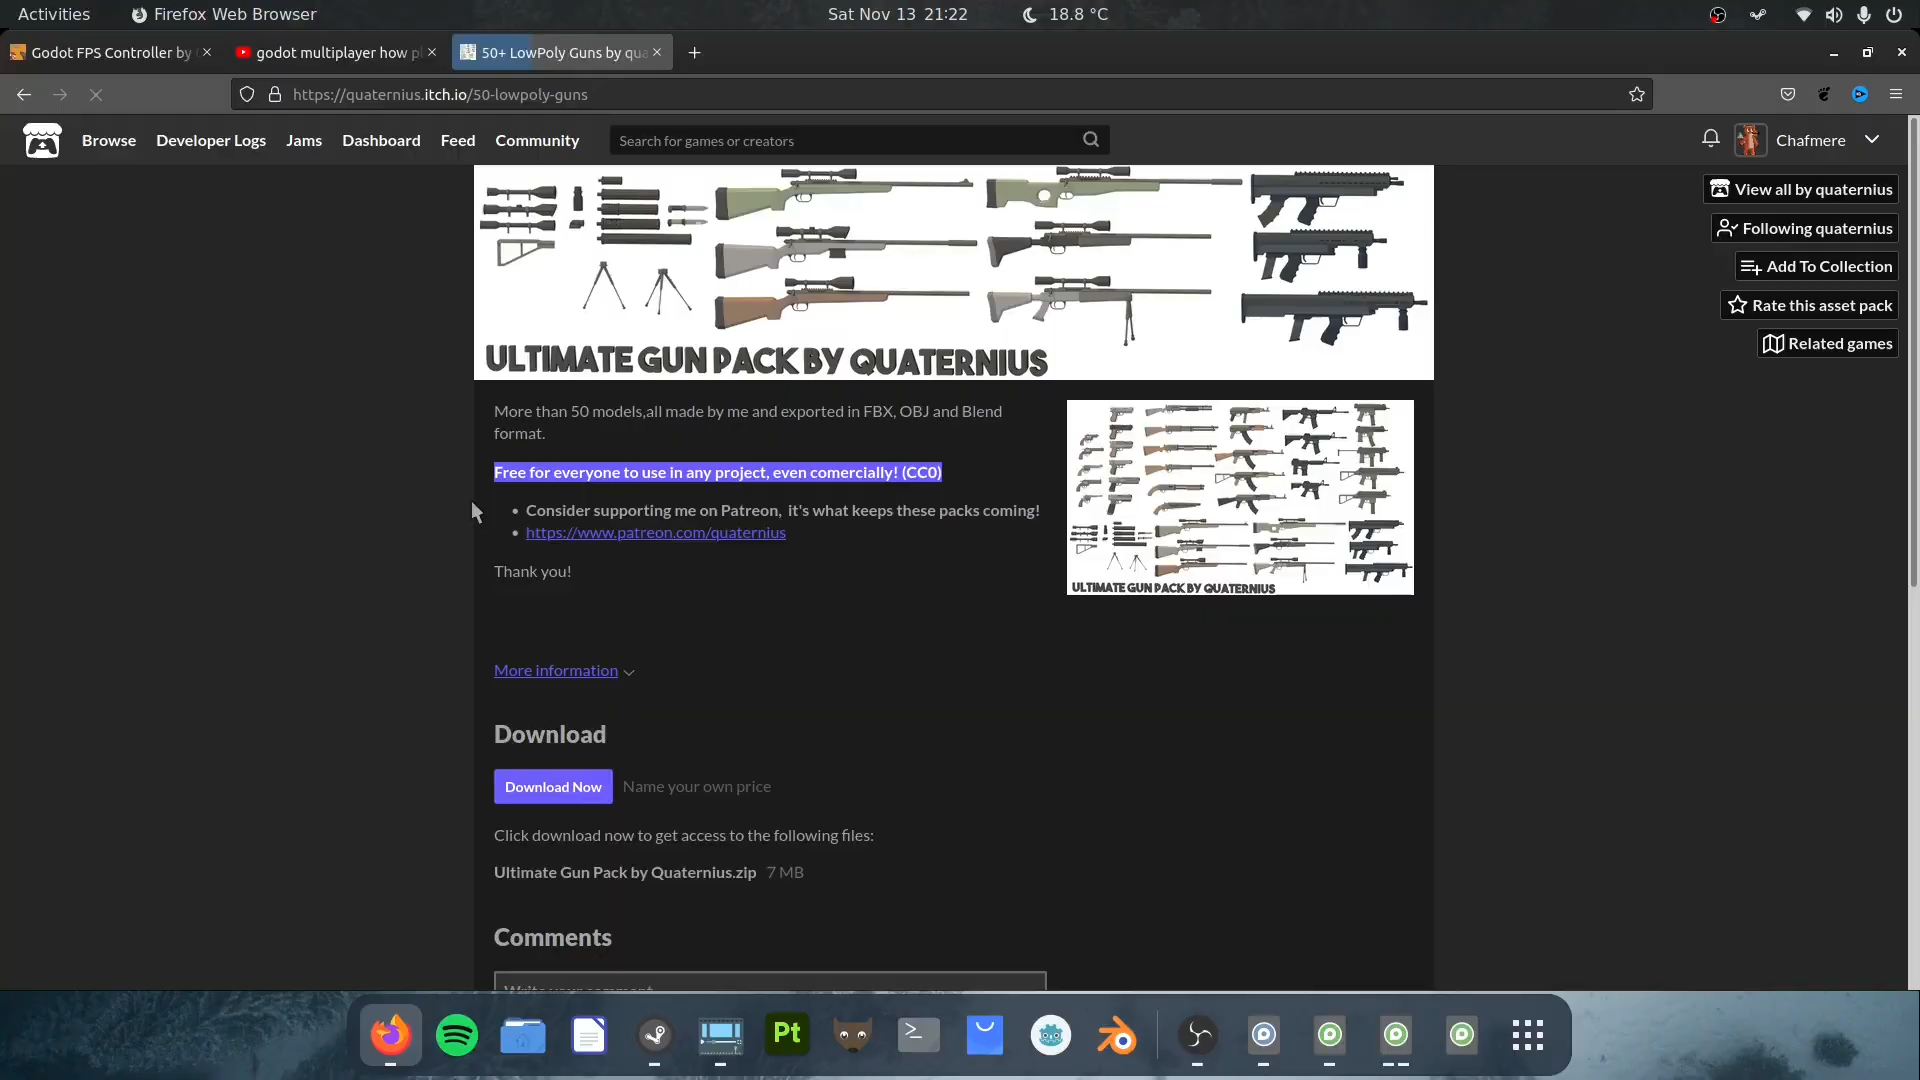 Activities
Firefox Web Browser
Sat Nov 13 21:22
18.8 °C
Godot FPS Controller by
godot multiplayer how pl
50+ LowPoly Guns by qua
https://quaternius.itch.io/50-lowpoly-guns
Browse
Developer Logs
Jams
Dashboard
Feed
Community
Search for games or creators
Chafmere
View all by quaternius
Following quaternius
Add To Collection
Rate this asset pack
Related games
ULTIMATE GUN PACK BY QUATERNIUS
More than 50 models,all made by me and exported in FBX, OBJ and Blend
format.
Free for everyone to use in any project, even comercially! (CC0)
• Consider supporting me on Patreon, it's what keeps these packs coming!
• https://www.patreon.com/quaternius
Thank you!
ULTIMATE GUN PACK BY QUATERNIUS
More information
Download
Download Now
Name your own price
Click download now to get access to the following files:
Ultimate Gun Pack by Quaternius.zip 7 MB
Comments
Write your comment
Pt